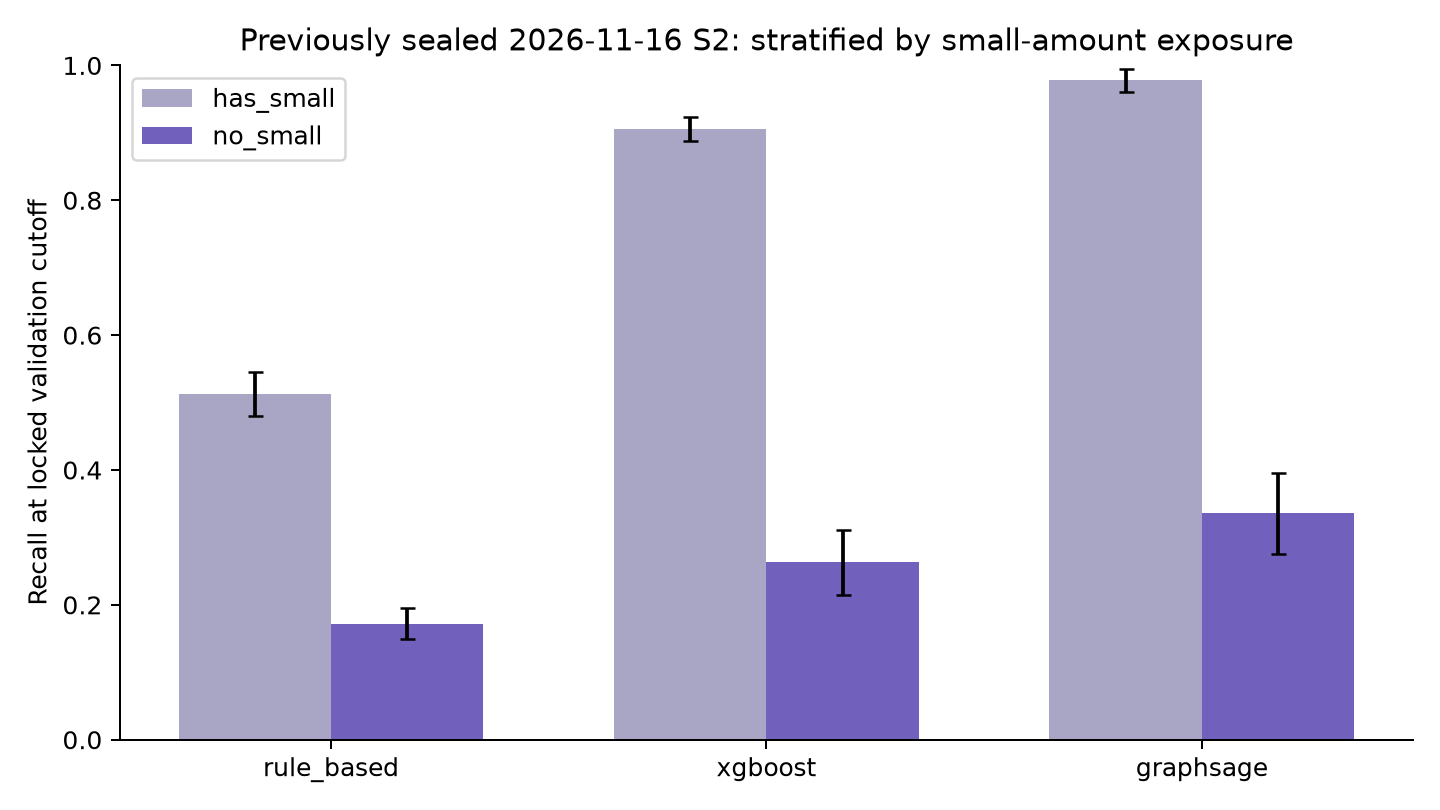 Previously sealed 2026-11-16 S2: stratified by small-amount exposure
has_small
no_small
Recall at locked validation cutoff
1.0
0.8
0.6
0.4
0.2
0.0
rule_based
xgboost
graphsage